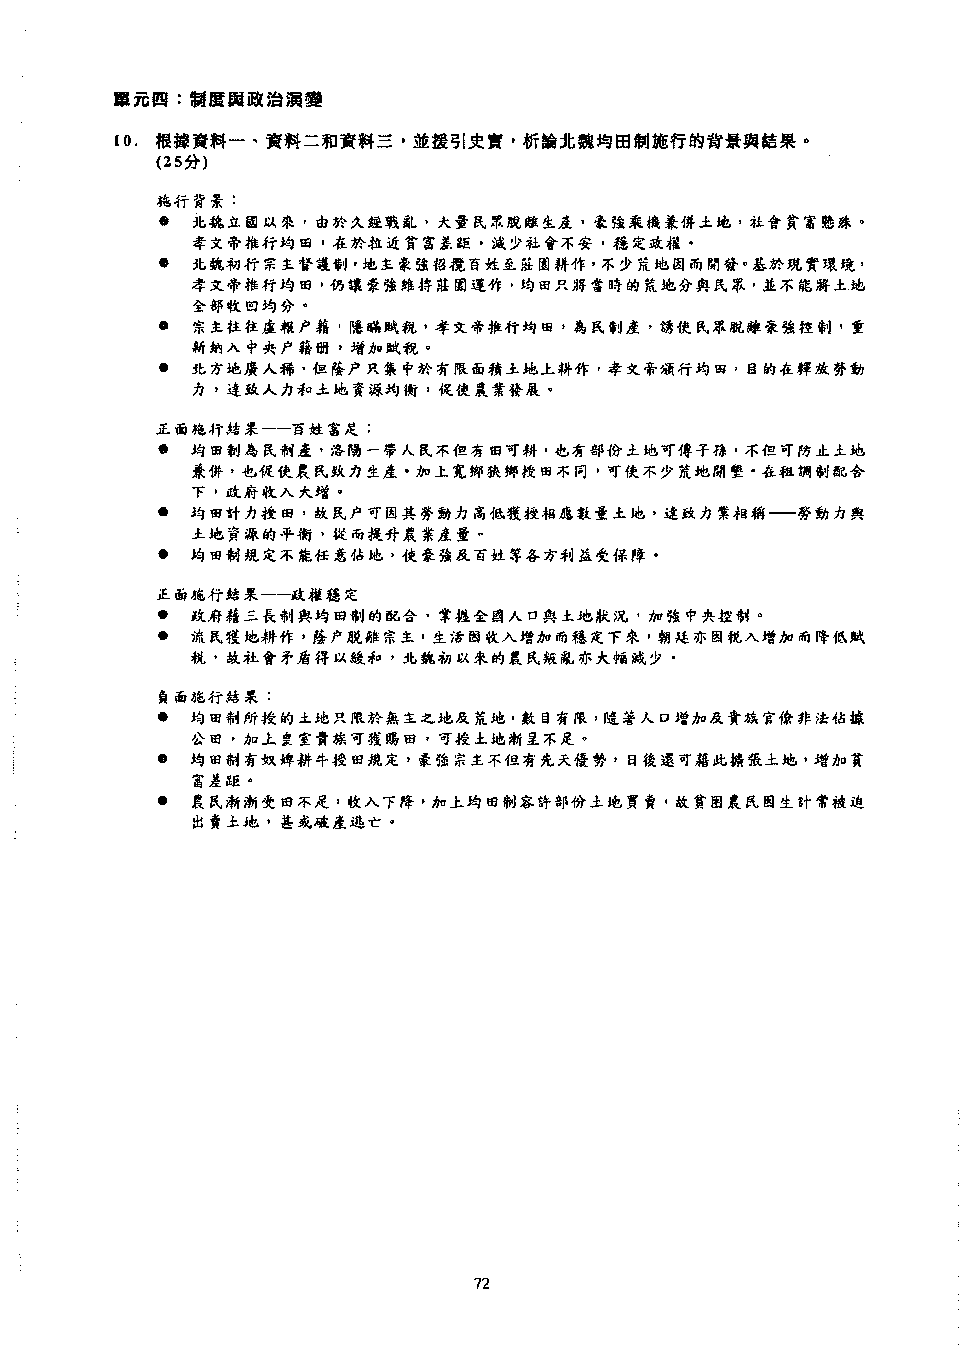 單元四：制度與政治演變
10. 根據資料一、資料二和資料三，並援引史實，析論北魏均田制施行的背景與結果。
(25分)
施行背景：
● 北魏立國以來，由於久經戰亂，大量民眾脫離生產，豪強乘機兼併土地，社會貧富懸殊。
孝文帝推行均田，在於拉近貧富差距，減少社會不安，穩定政權。
● 北魏初行宗主督護制，地主豪強招攬百姓至莊園耕作，不少荒地因而開發。基於現實環境，
孝文帝推行均田，仍讓豪強維持莊園運作，均田只將當時的荒地分與民眾，並不能將土地
全部收回均分。
● 宗主往往虛報户籍，隱瞞賦稅，孝文帝推行均田，為民制產，誘使民眾脫離豪強控制，重
新納入中央户籍冊，增加賦稅。
● 北方地廣人稀，但蔭户只集中於有限面積土地上耕作，孝文帝頒行均田，目的在釋放勞動
力，達致人力和土地資源均衡，促使農業發展。
正面施行結果──百姓富足：
● 均田制為民制產，洛陽一帶人民不但有田可耕，也有部份土地可傳子孫，不但可防止土地
兼併，也促使農民致力生產。加上寬鄉狹鄉授田不同，可使不少荒地開墾。在租調制配合
下，政府收入大增。
● 均田計力授田，故民户可因其勞動力高低獲授相應數量土地，達致力業相稱──勞動力與
土地資源的平衡，從而提升農業產量。
● 均田制規定不能任意佔地，使豪強及百姓等各方利益受保障。
正面施行結果──政權穩定
● 政府藉三長制與均田制的配合，掌握全國人口與土地狀況，加強中央控制。
● 流民獲地耕作，蔭户脫離宗主，生活因收入增加而穩定下來，朝廷亦因稅入增加而降低賦
稅，故社會矛盾得以緩和，北魏初以來的農民叛亂亦大幅減少。
負面施行結果：
● 均田制所授的土地只限於無主之地及荒地，數目有限，隨著人口增加及貴族官僚非法佔據
公田，加上皇室貴族可獲賜田，可授土地漸呈不足。
● 均田制有奴婢耕牛授田規定，豪強宗主不但有先天優勢，日後還可藉此擴張土地，增加貧
富差距。
● 農民漸漸受田不足，收入下降，加上均田制容許部份土地買賣，故貧困農民因生計常被迫
出賣土地，甚或破產逃亡。
72